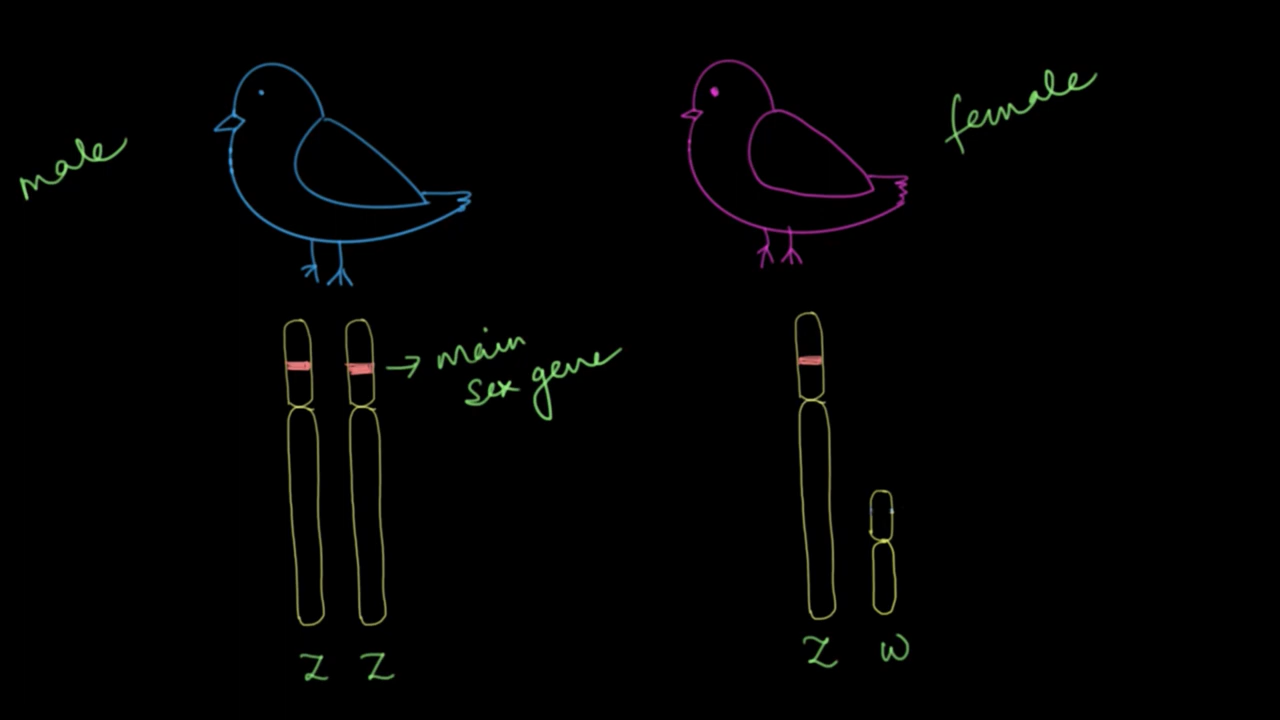 male
female
→ main
sex gene
Z Z
Z W